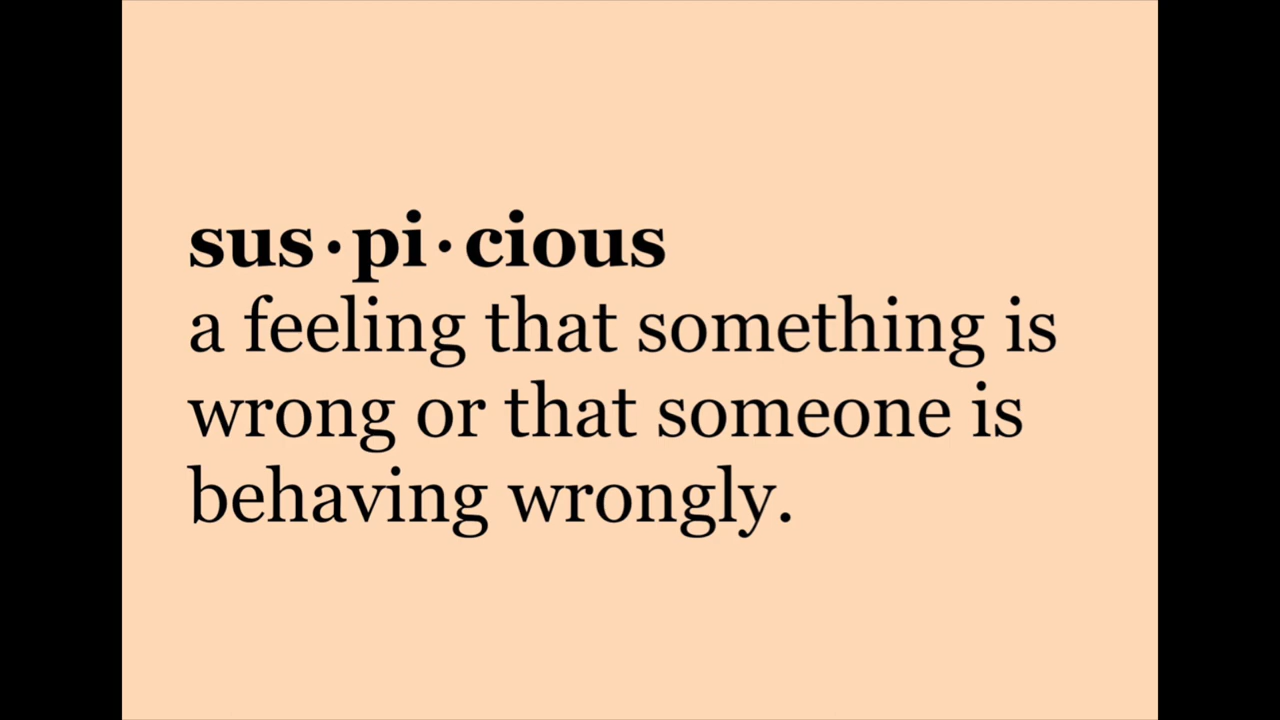 sus·pi·cious
a feeling that something is
wrong or that someone is
behaving wrongly.